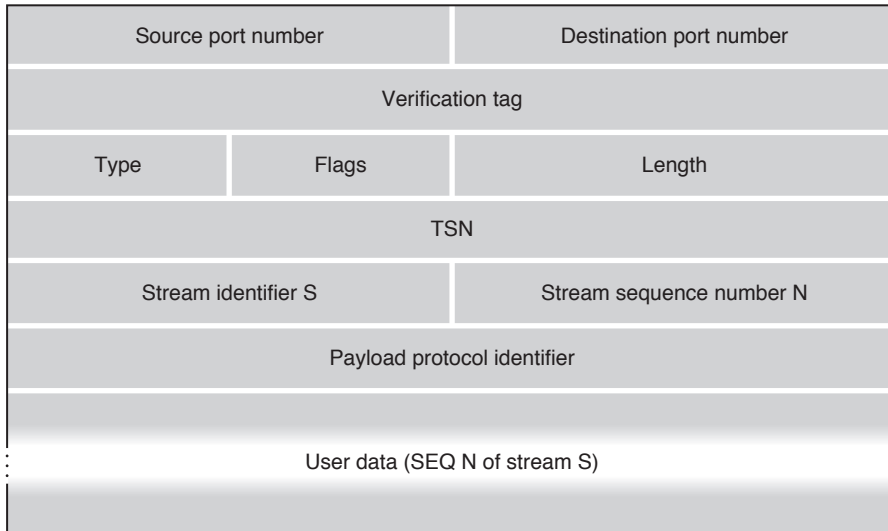 Source port number
Destination port number
Verification tag
Type
Flags
Length
TSN
Stream identifier S
Stream sequence number N
Payload protocol identifier
User data (SEQ N of stream S)